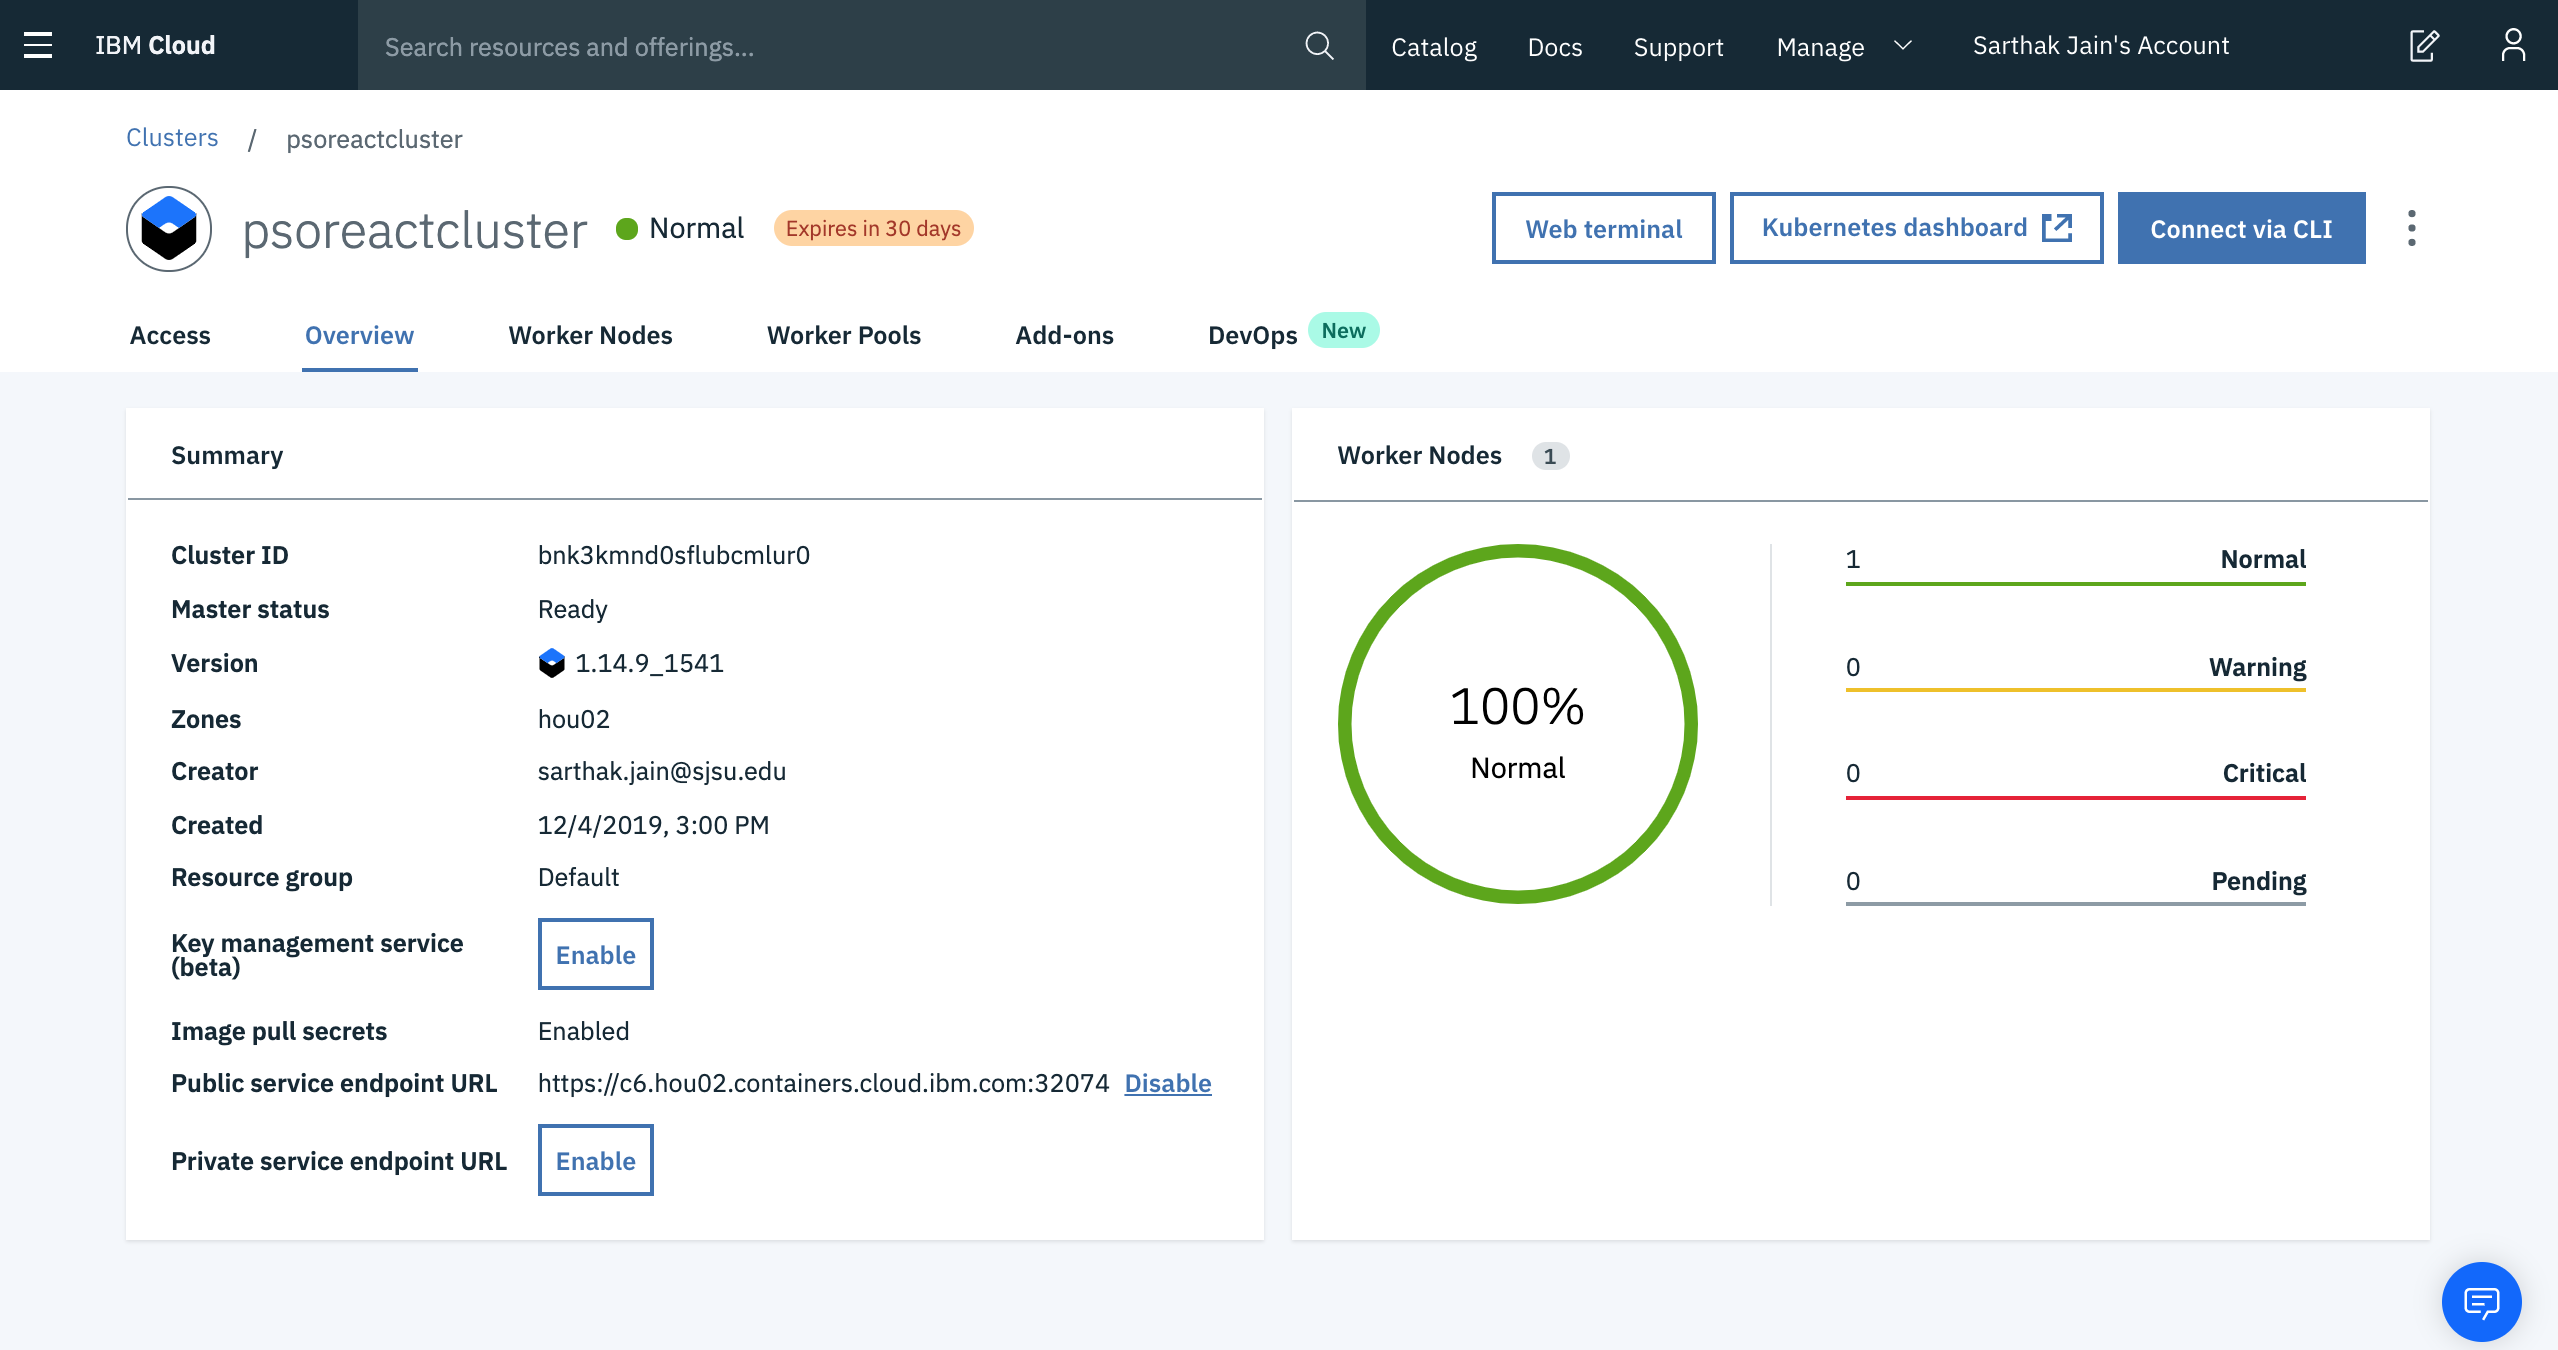 IBM Cloud
Search resources and offerings...
Catalog Docs Support Manage Sarthak Jain's Account
Clusters / psoreactcluster
psoreactcluster Normal Expires in 30 days
Web terminal Kubernetes dashboard Connect via CLI
Access Overview Worker Nodes Worker Pools Add-ons DevOps New
Summary
Cluster ID bnk3kmnd0sflubcmlur0
Master status Ready
Version 1.14.9_1541
Zones hou02
Creator sarthak.jain@sjsu.edu
Created 12/4/2019, 3:00 PM
Resource group Default
Key management service
(beta)
Enable
Image pull secrets Enabled
Public service endpoint URL https://c6.hou02.containers.cloud.ibm.com:32074 Disable
Private service endpoint URL Enable
Worker Nodes 1
100%
Normal
1 Normal
0 Warning
0 Critical
0 Pending